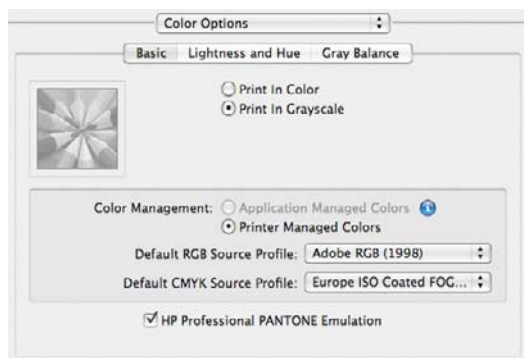 Color Options
Basic Lightness and Hue Gray Balance
Print In Color
Print In Grayscale
Color Management: Application Managed Colors
Printer Managed Colors
Default RGB Source Profile: Adobe RGB (1998)
Default CMYK Source Profile: Europe ISO Coated FOG...
HP Professional PANTONE Emulation